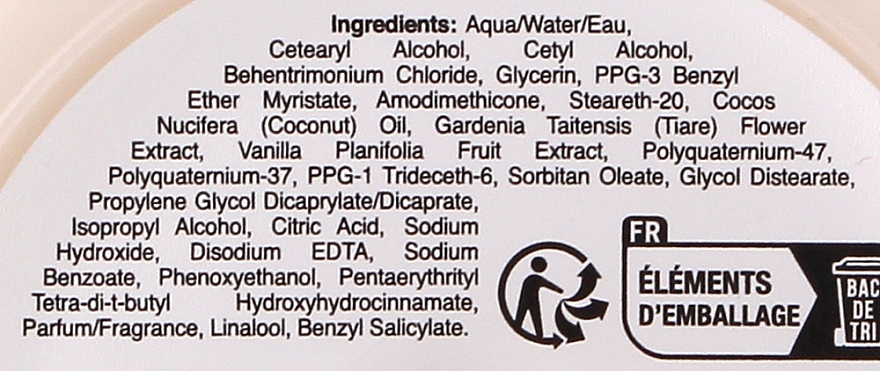 Ingredients: Aqua/Water/Eau,
Cetearyl Alcohol, Cetyl Alcohol,
Behentrimonium Chloride, Glycerin, PPG-3 Benzyl
Ether Myristate, Amodimethicone, Steareth-20, Cocos
Nucifera (Coconut) Oil, Gardenia Taitensis (Tiare) Flower
Extract, Vanilla Planifolia Fruit Extract, Polyquaternium-47,
Polyquaternium-37, PPG-1 Trideceth-6, Sorbitan Oleate, Glycol Distearate,
Propylene Glycol Dicaprylate/Dicaprate,
Isopropyl Alcohol, Citric Acid, Sodium
Hydroxide, Disodium EDTA, Sodium
Benzoate, Phenoxyethanol, Pentaerythrityl
Tetra-di-t-butyl Hydroxyhydrocinnamate,
Parfum/Fragrance, Linalool, Benzyl Salicylate.
FR
ÉLÉMENTS
D'EMBALLAGE
BAC
DE
TRI